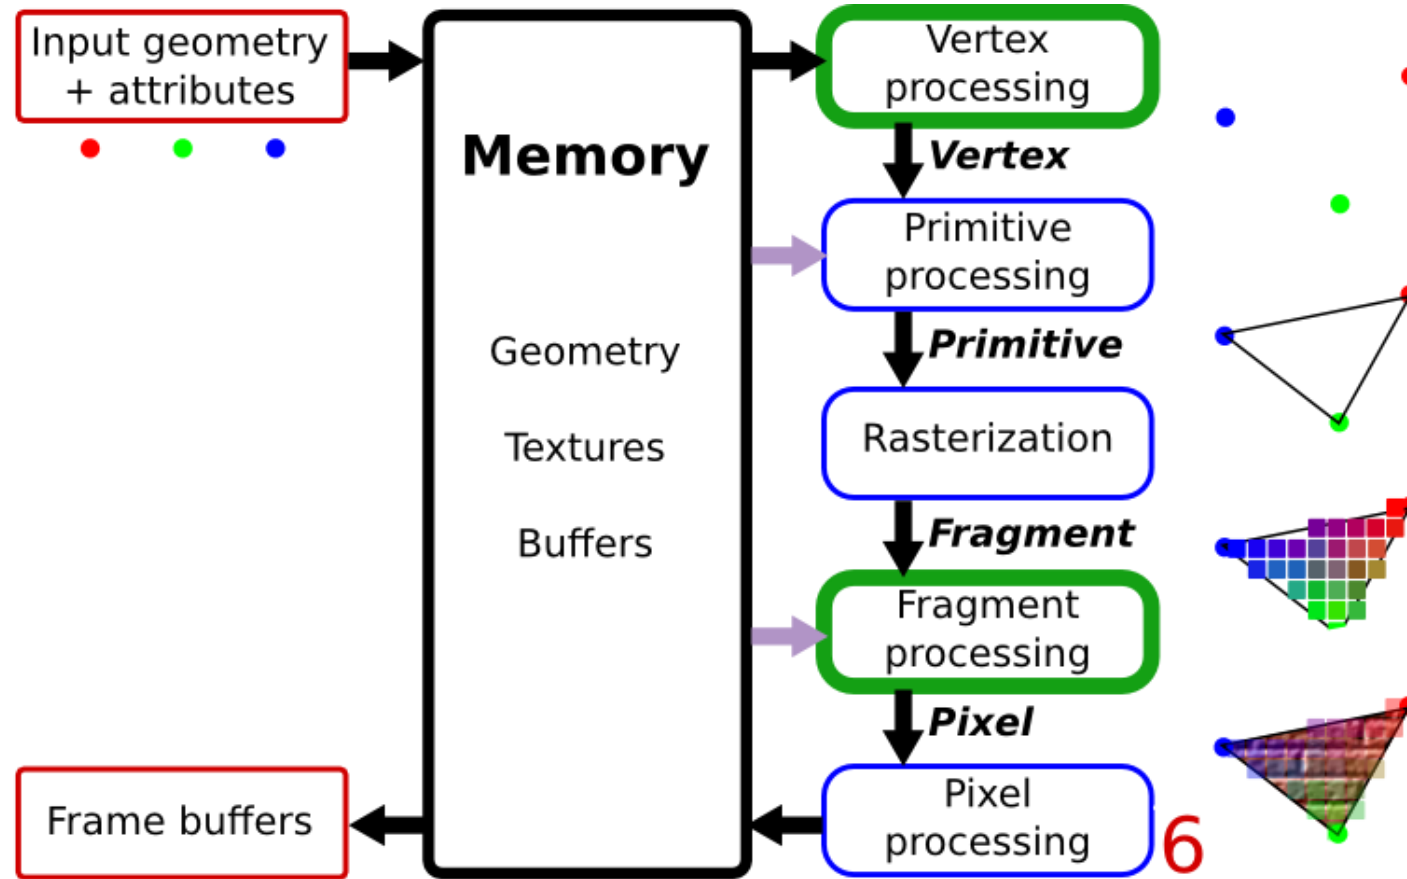 Input geometry
+ attributes
Memory
Geometry
Textures
Buffers
Vertex
processing
Vertex
Primitive
processing
Primitive
Rasterization
Fragment
Fragment
processing
Pixel
Pixel
processing
Frame buffers
6